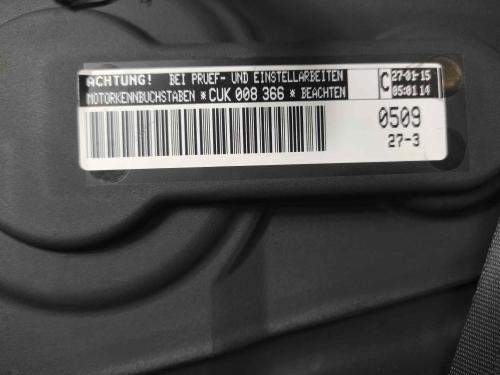 ACHTUNG! BEI PRUEF- UND EINSTELLARBEITEN
MOTORKENNBUCHSTABEN *CUK 008 366 * BEACHTEN
C 27-01-15
05:01 14
0509
27-3